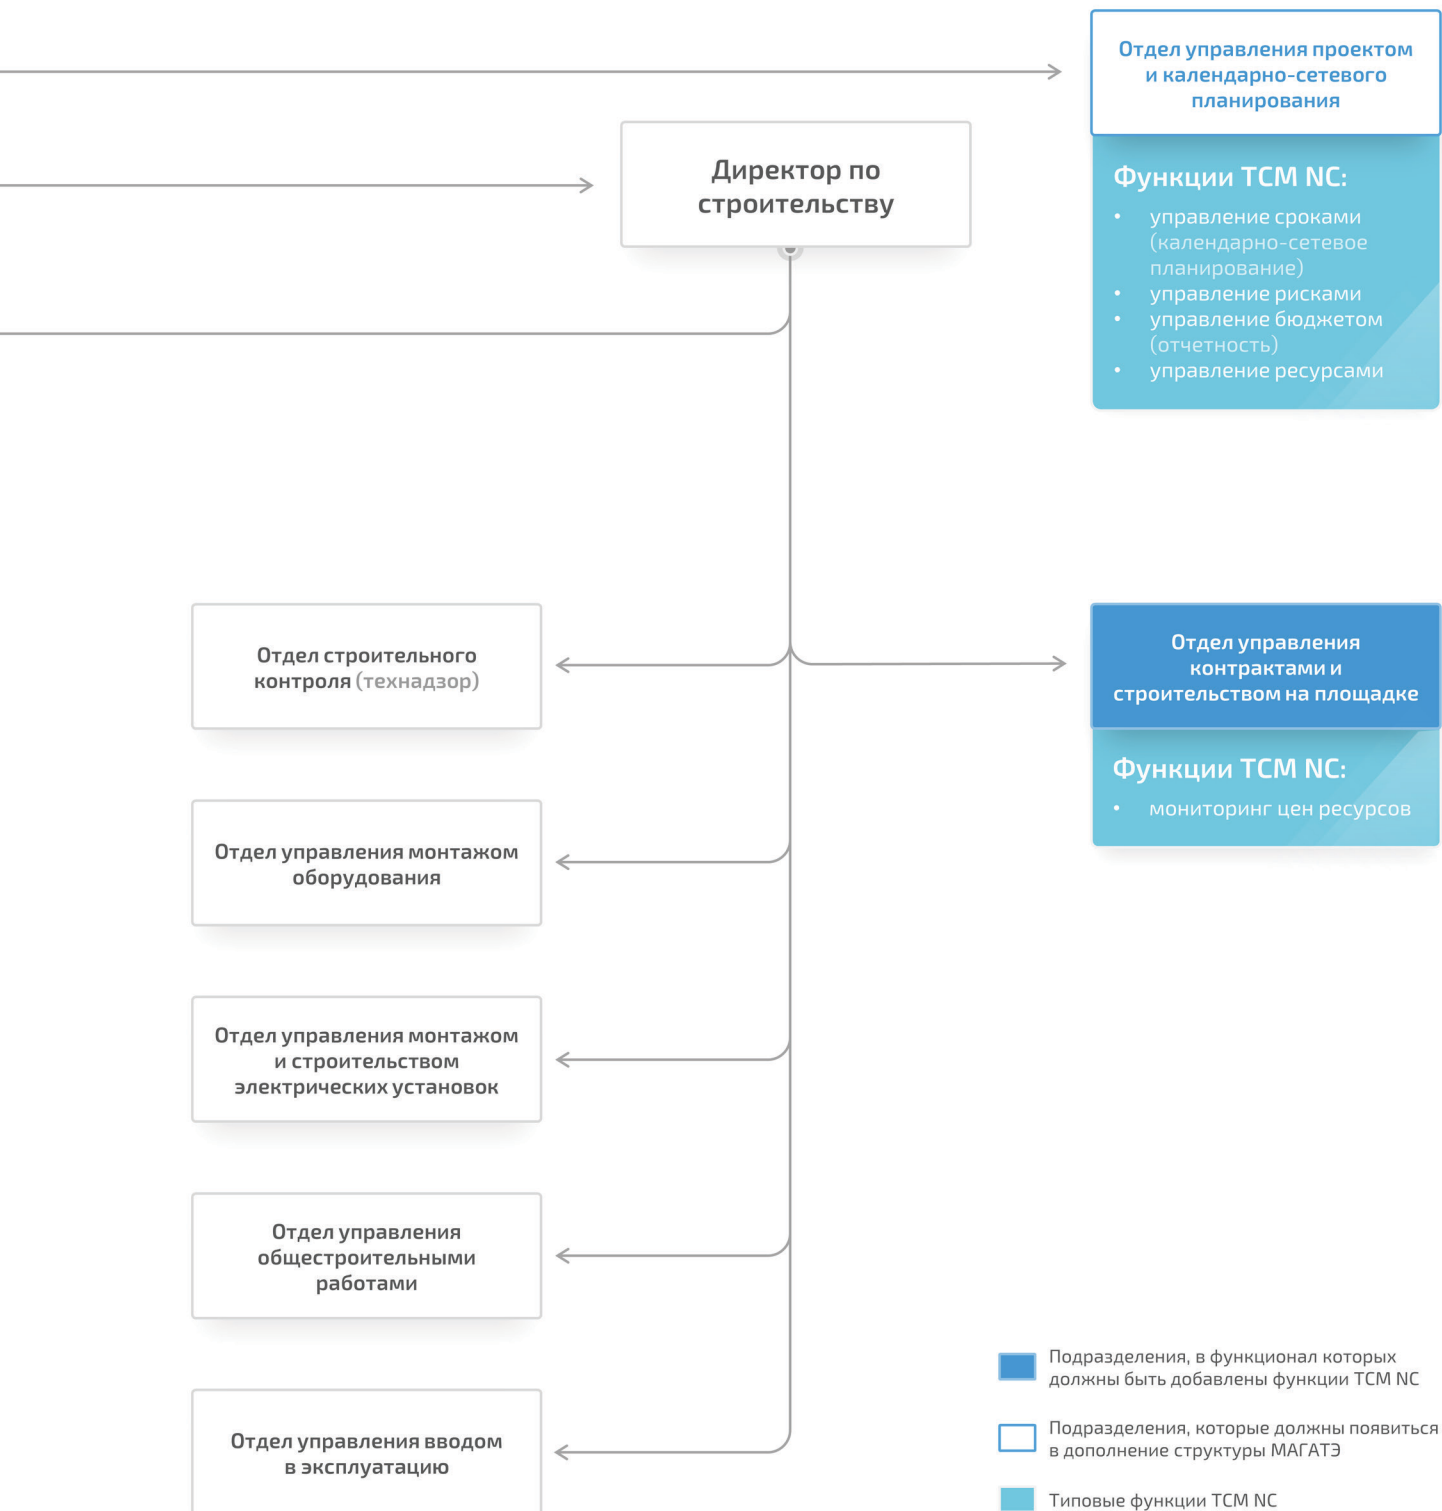 Отдел управления проектом
и календарно-сетевого
планирования
Функции TCM NC:
• управление сроками
(календарно-сетевое
планирование)
• управление рисками
• управление бюджетом
(отчетность)
• управление ресурсами
Директор по
строительству
Отдел строительного
контроля (технадзор)
Отдел управления
контрактами и
строительством на площадке
Функции TCM NC:
• мониторинг цен ресурсов
Отдел управления монтажом
оборудования
Отдел управления монтажом
и строительством
электрических установок
Отдел управления
общестроительными
работами
Отдел управления вводом
в эксплуатацию
Подразделения, в функционал которых
должны быть добавлены функции TCM NC
Подразделения, которые должны появиться
в дополнение структуры МАГАТЭ
Типовые функции TCM NC